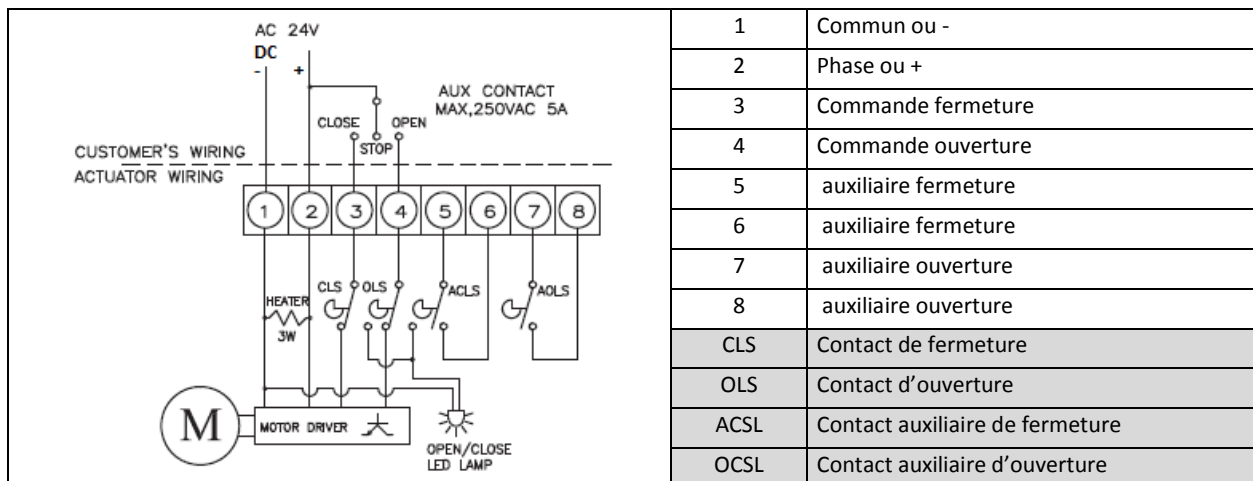 AC 24V
DC
- +
AUX CONTACT
MAX,250VAC 5A
CLOSE OPEN
STOP
CUSTOMER'S WIRING
ACTUATOR WIRING
1 2 3 4 5 6 7 8
CLS OLS ACLS AOLS
HEATER
3W
M
MOTOR DRIVER
OPEN/CLOSE
LED LAMP
1 Commun ou -
2 Phase ou +
3 Commande fermeture
4 Commande ouverture
5 auxiliaire fermeture
6 auxiliaire fermeture
7 auxiliaire ouverture
8 auxiliaire ouverture
CLS Contact de fermeture
OLS Contact d’ouverture
ACSL Contact auxiliaire de fermeture
OCSL Contact auxiliaire d’ouverture